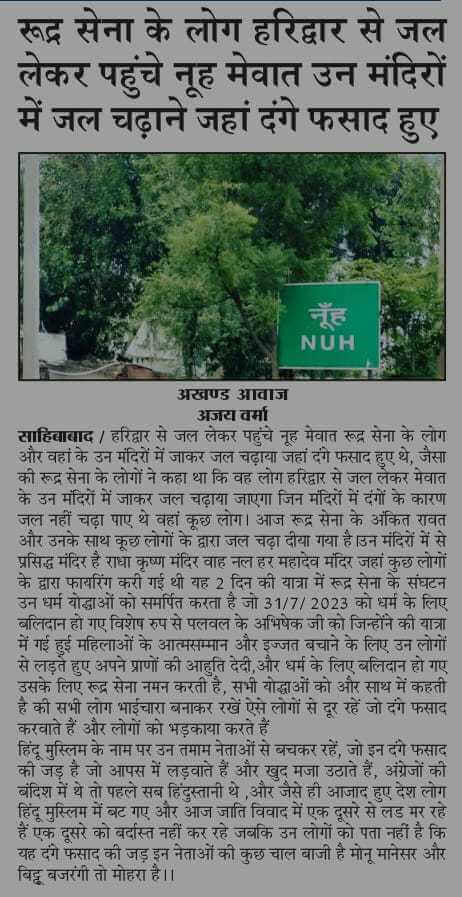 रूद्र सेना के लोग हरिद्वार से जल
लेकर पहुंचे नूह मेवात उन मंदिरों
में जल चढ़ाने जहां दंगे फसाद हुए
नूँह
NUH
अखण्ड आवाज
अजय वर्मा
साहिबाबाद / हरिद्वार से जल लेकर पहुंचे नूह मेवात रूद्र सेना के लोग
और वहां के उन मंदिरों में जाकर जल चढ़ाया जहां दंगे फसाद हुए थे, जैसा
की रूद्र सेना के लोगों ने कहा था कि वह लोग हरिद्वार से जल लेकर मेवात
के उन मंदिरों में जाकर जल चढ़ाया जाएगा जिन मंदिरों में दंगों के कारण
जल नहीं चढ़ा पाए थे वहां कूछ लोग। आज रूद्र सेना के अंकित रावत
और उनके साथ कूछ लोगों के द्वारा जल चढा दीया गया है।उन मंदिरों में से
प्रसिद्ध मंदिर है राधा कृष्ण मंदिर वाह नल हर महादेव मंदिर जहां कुछ लोगों
के द्वारा फायरिंग करी गई थी यह 2 दिन की यात्रा में रूद्र सेना के संघटन
उन धर्म योद्धाओं को समर्पित करता है जो 31/7/ 2023 को धर्म के लिए
बलिदान हो गए विशेष रुप से पलवल के अभिषेक जी को जिन्होंने की यात्रा
में गई हुई महिलाओं के आत्मसम्मान और इज्जत बचाने के लिए उन लोगों
से लड़ते हुए अपने प्राणों की आहुति देदी,और धर्म के लिए बलिदान हो गए
उसके लिए रूद्र सेना नमन करती है, सभी योद्धाओं को और साथ में कहती
है की सभी लोग भाईचारा बनाकर रखें ऐसे लोगों से दूर रहें जो दंगे फसाद
करवाते हैं और लोगों को भड़काया करते हैं
हिंदू मुस्लिम के नाम पर उन तमाम नेताओं से बचकर रहें, जो इन दंगे फसाद
की जड़ है जो आपस में लड़वाते हैं और खुद मजा उठाते हैं, अंग्रेजों की
बंदिश में थे तो पहले सब हिंदुस्तानी थे ,और जैसे ही आजाद हुए देश लोग
हिंदू मुस्लिम में बट गए और आज जाति विवाद में एक दूसरे से लड मर रहे
हैं एक दूसरे को बर्दास्त नहीं कर रहे जबकि उन लोगों को पता नहीं है कि
यह दंगे फसाद की जड़ इन नेताओं की कुछ चाल बाजी है मोनू मानेसर और
बिट्टू बजरंगी तो मोहरा है।।